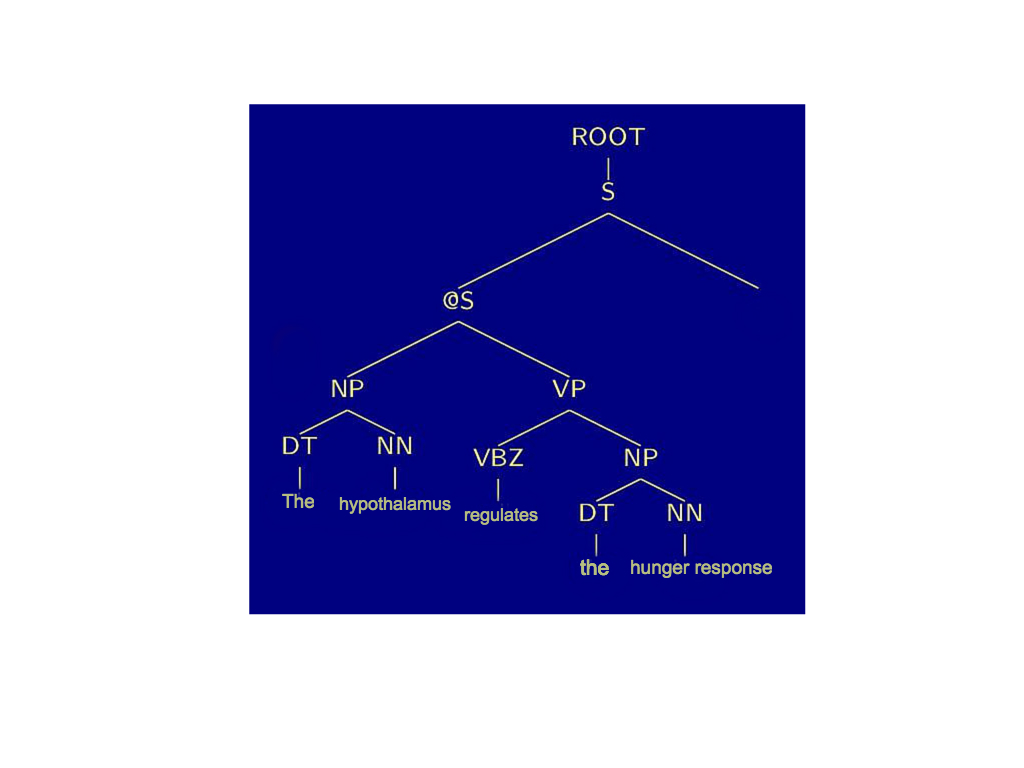 ROOT
S
@S
NP VP
DT NN VBZ NP
The hypothalamus regulates DT NN
the hunger response